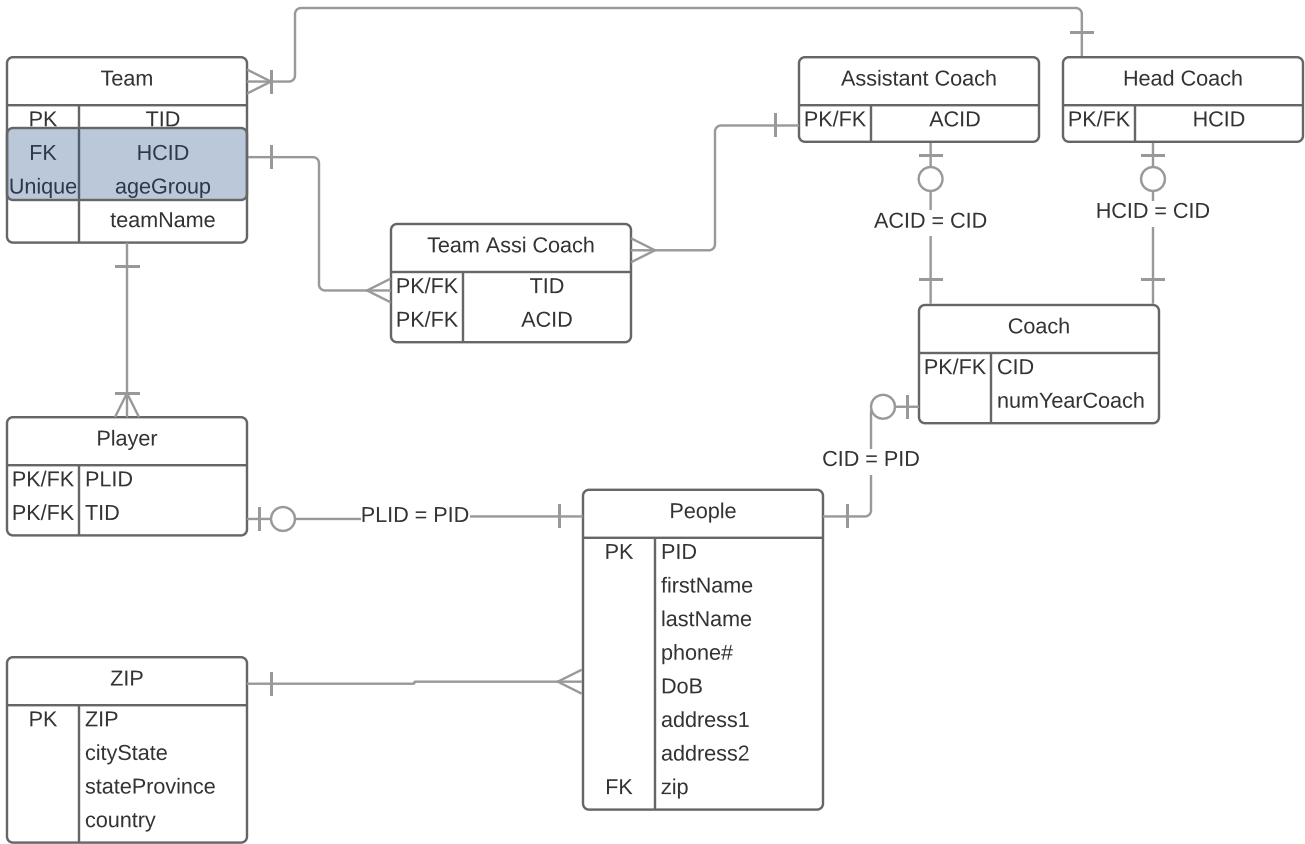 Team
PK TID
FK HCID
Unique ageGroup
teamName
Assistant Coach
PK/FK ACID
Head Coach
PK/FK HCID
ACID = CID
HCID = CID
Team Assi Coach
PK/FK TID
PK/FK ACID
Coach
PK/FK CID
numYearCoach
CID = PID
Player
PK/FK PLID
PK/FK TID
PLID = PID
People
PK PID
firstName
lastName
phone#
DoB
address1
address2
FK zip
ZIP
PK ZIP
cityState
stateProvince
country